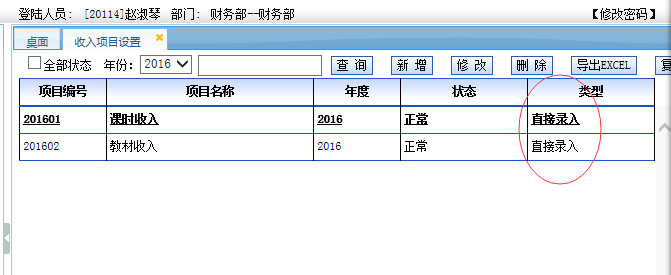 登陆人员: [20114]赵淑琴 部门: 财务部--财务部 【修改密码】
桌面 收入项目设置
全部状态 年份: 2016 查 询 新 增 修 改 删 除 导出EXCEL 复
项目编号 项目名称 年度 状态 类型
201601 课时收入 2016 正常 直接录入
201602 教材收入 2016 正常 直接录入